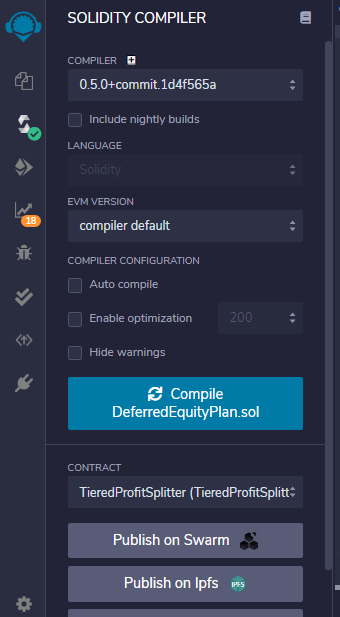 SOLIDITY COMPILER
COMPILER
0.5.0+commit.1d4f565a
Include nightly builds
LANGUAGE
Solidity
EVM VERSION
compiler default
18
COMPILER CONFIGURATION
Auto compile
Enable optimization 200
Hide warnings
Compile
DeferredEquityPlan.sol
CONTRACT
TieredProfitSplitter (TieredProfitSplitt
Publish on Swarm
Publish on Ipfs
IPFS